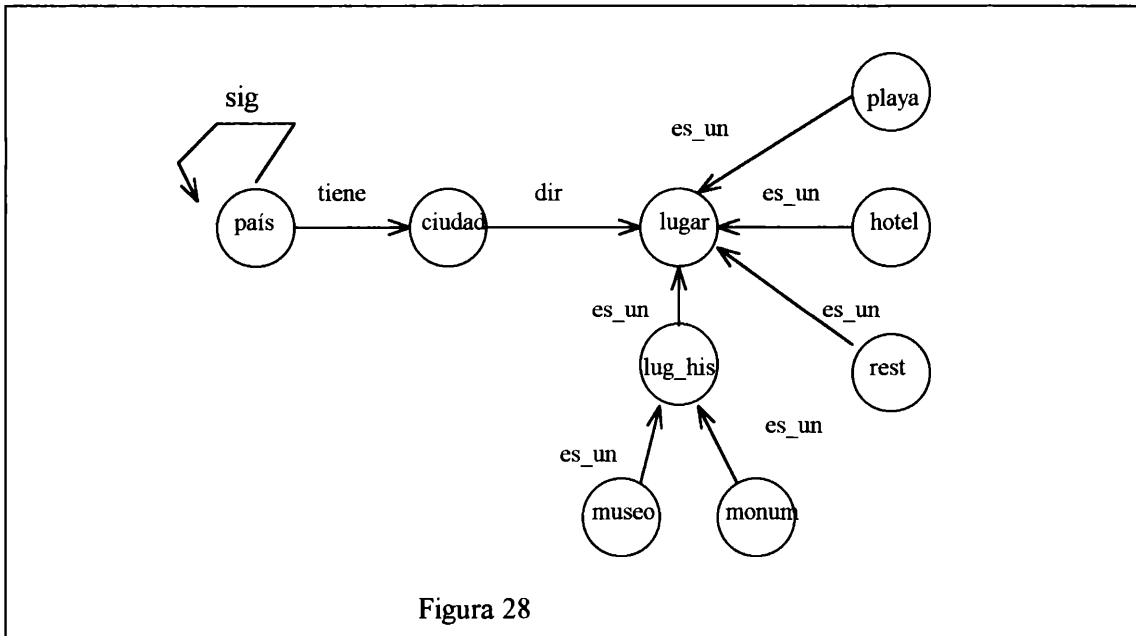 playa
sig
es_un
tiene
dir
es_un
país
ciudad
lugar
hotel
es_un
es_un
lug_his
rest
es_un
es_un
museo
monum
Figura 28